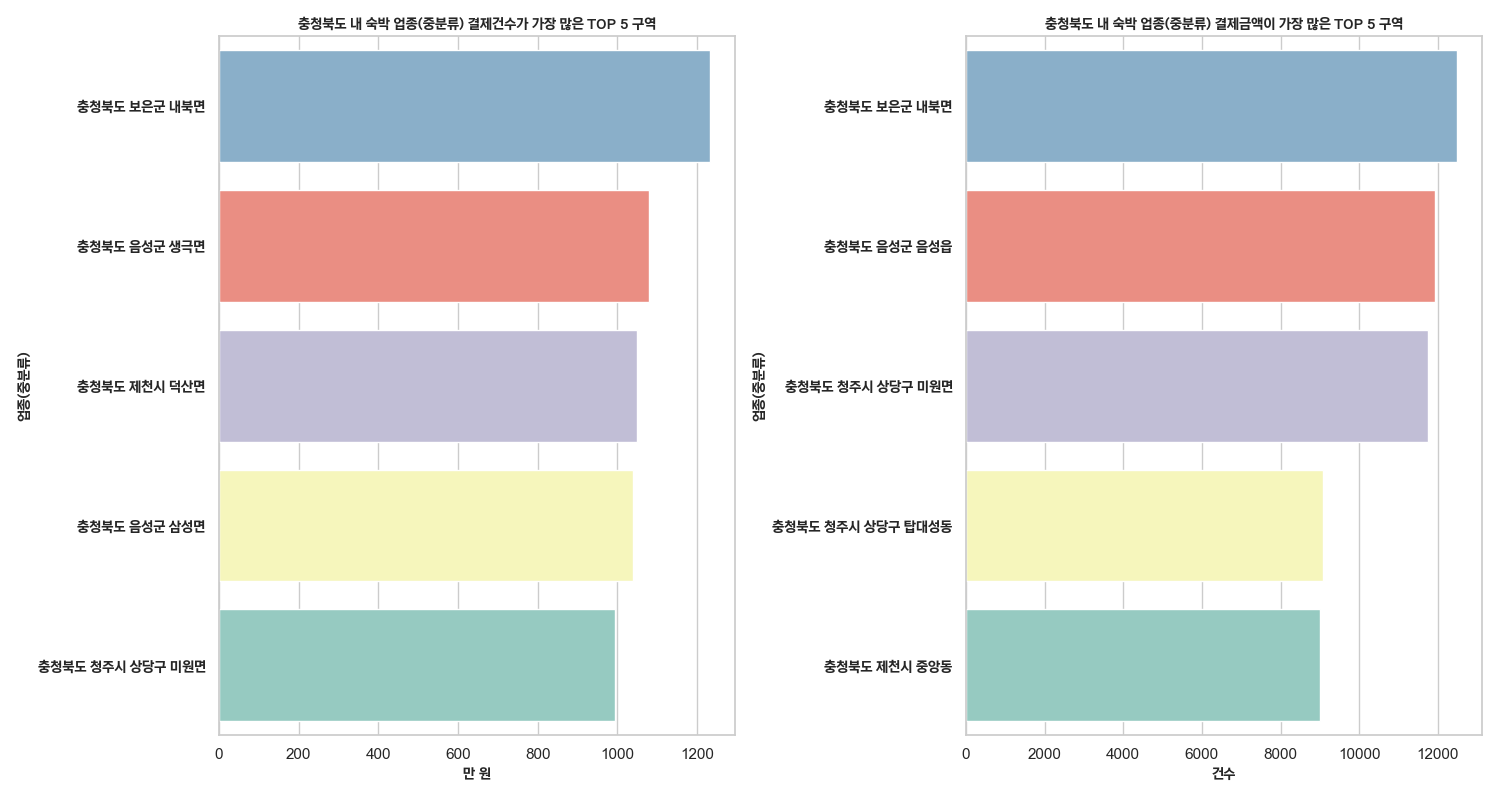 충청북도 내 숙박 업종(중분류) 결제건수가 가장 많은 TOP 5 구역
충청북도 보은군 내북면
충청북도 음성군 생극면
충청북도 제천시 덕산면
충청북도 음성군 삼성면
충청북도 청주시 상당구 미원면
업종(중분류)
0 200 400 600 800 1000 1200
만 원
충청북도 내 숙박 업종(중분류) 결제금액이 가장 많은 TOP 5 구역
충청북도 보은군 내북면
충청북도 음성군 음성읍
충청북도 청주시 상당구 미원면
충청북도 청주시 상당구 탑대성동
충청북도 제천시 중앙동
업종(중분류)
0 2000 4000 6000 8000 10000 12000
건수